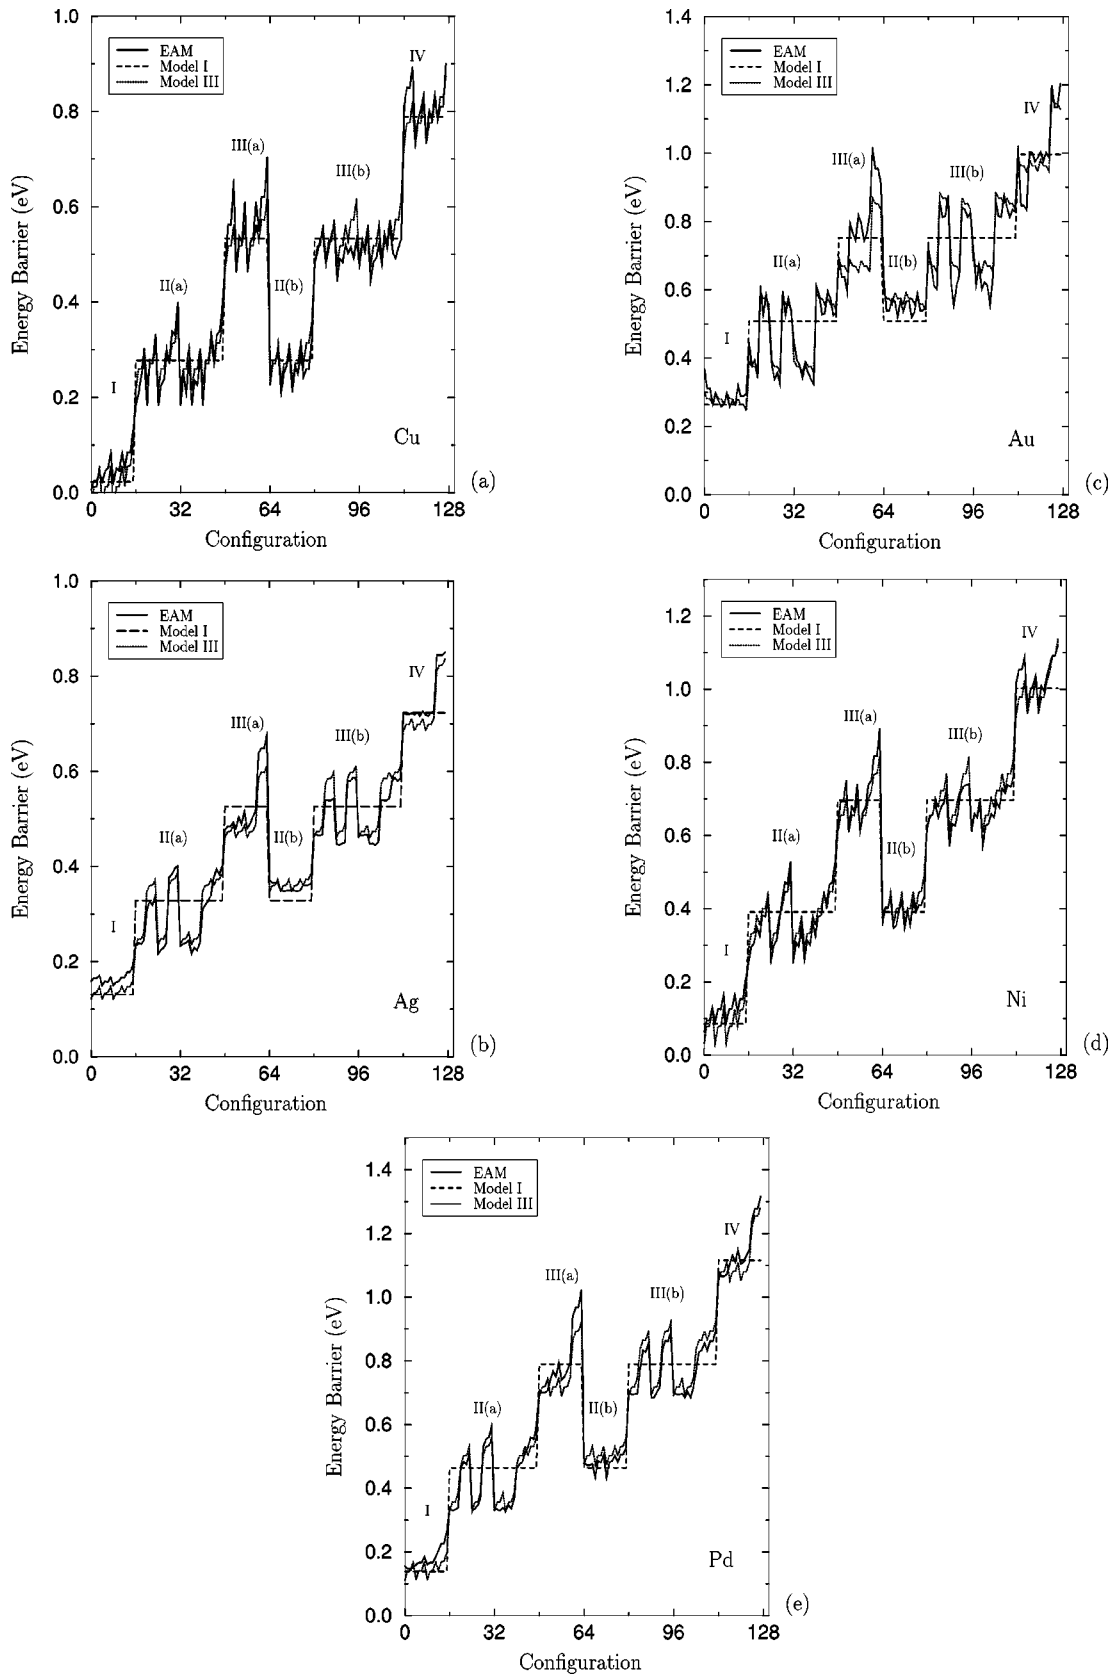 1.0
0.8
0.6
0.4
0.2
0.0
Energy Barrier (eV)
EAM
Model I
Model III
I
II(a)
III(a)
II(b)
III(b)
IV
Cu
(a)
0 32 64 96 128
Configuration
1.4
1.2
1.0
0.8
0.6
0.4
0.2
0.0
Energy Barrier (eV)
EAM
Model I
Model III
I
II(a)
III(a)
II(b)
III(b)
IV
Au
(c)
0 32 64 96 128
Configuration
1.0
0.8
0.6
0.4
0.2
0.0
Energy Barrier (eV)
EAM
Model I
Model III
I
II(a)
III(a)
II(b)
III(b)
IV
Ag
(b)
0 32 64 96 128
Configuration
1.2
1.0
0.8
0.6
0.4
0.2
0.0
Energy Barrier (eV)
EAM
Model I
Model III
I
II(a)
III(a)
II(b)
III(b)
IV
Ni
(d)
0 32 64 96 128
Configuration
1.4
1.2
1.0
0.8
0.6
0.4
0.2
0.0
Energy Barrier (eV)
EAM
Model I
Model III
I
II(a)
III(a)
II(b)
III(b)
IV
Pd
(e)
0 32 64 96 128
Configuration